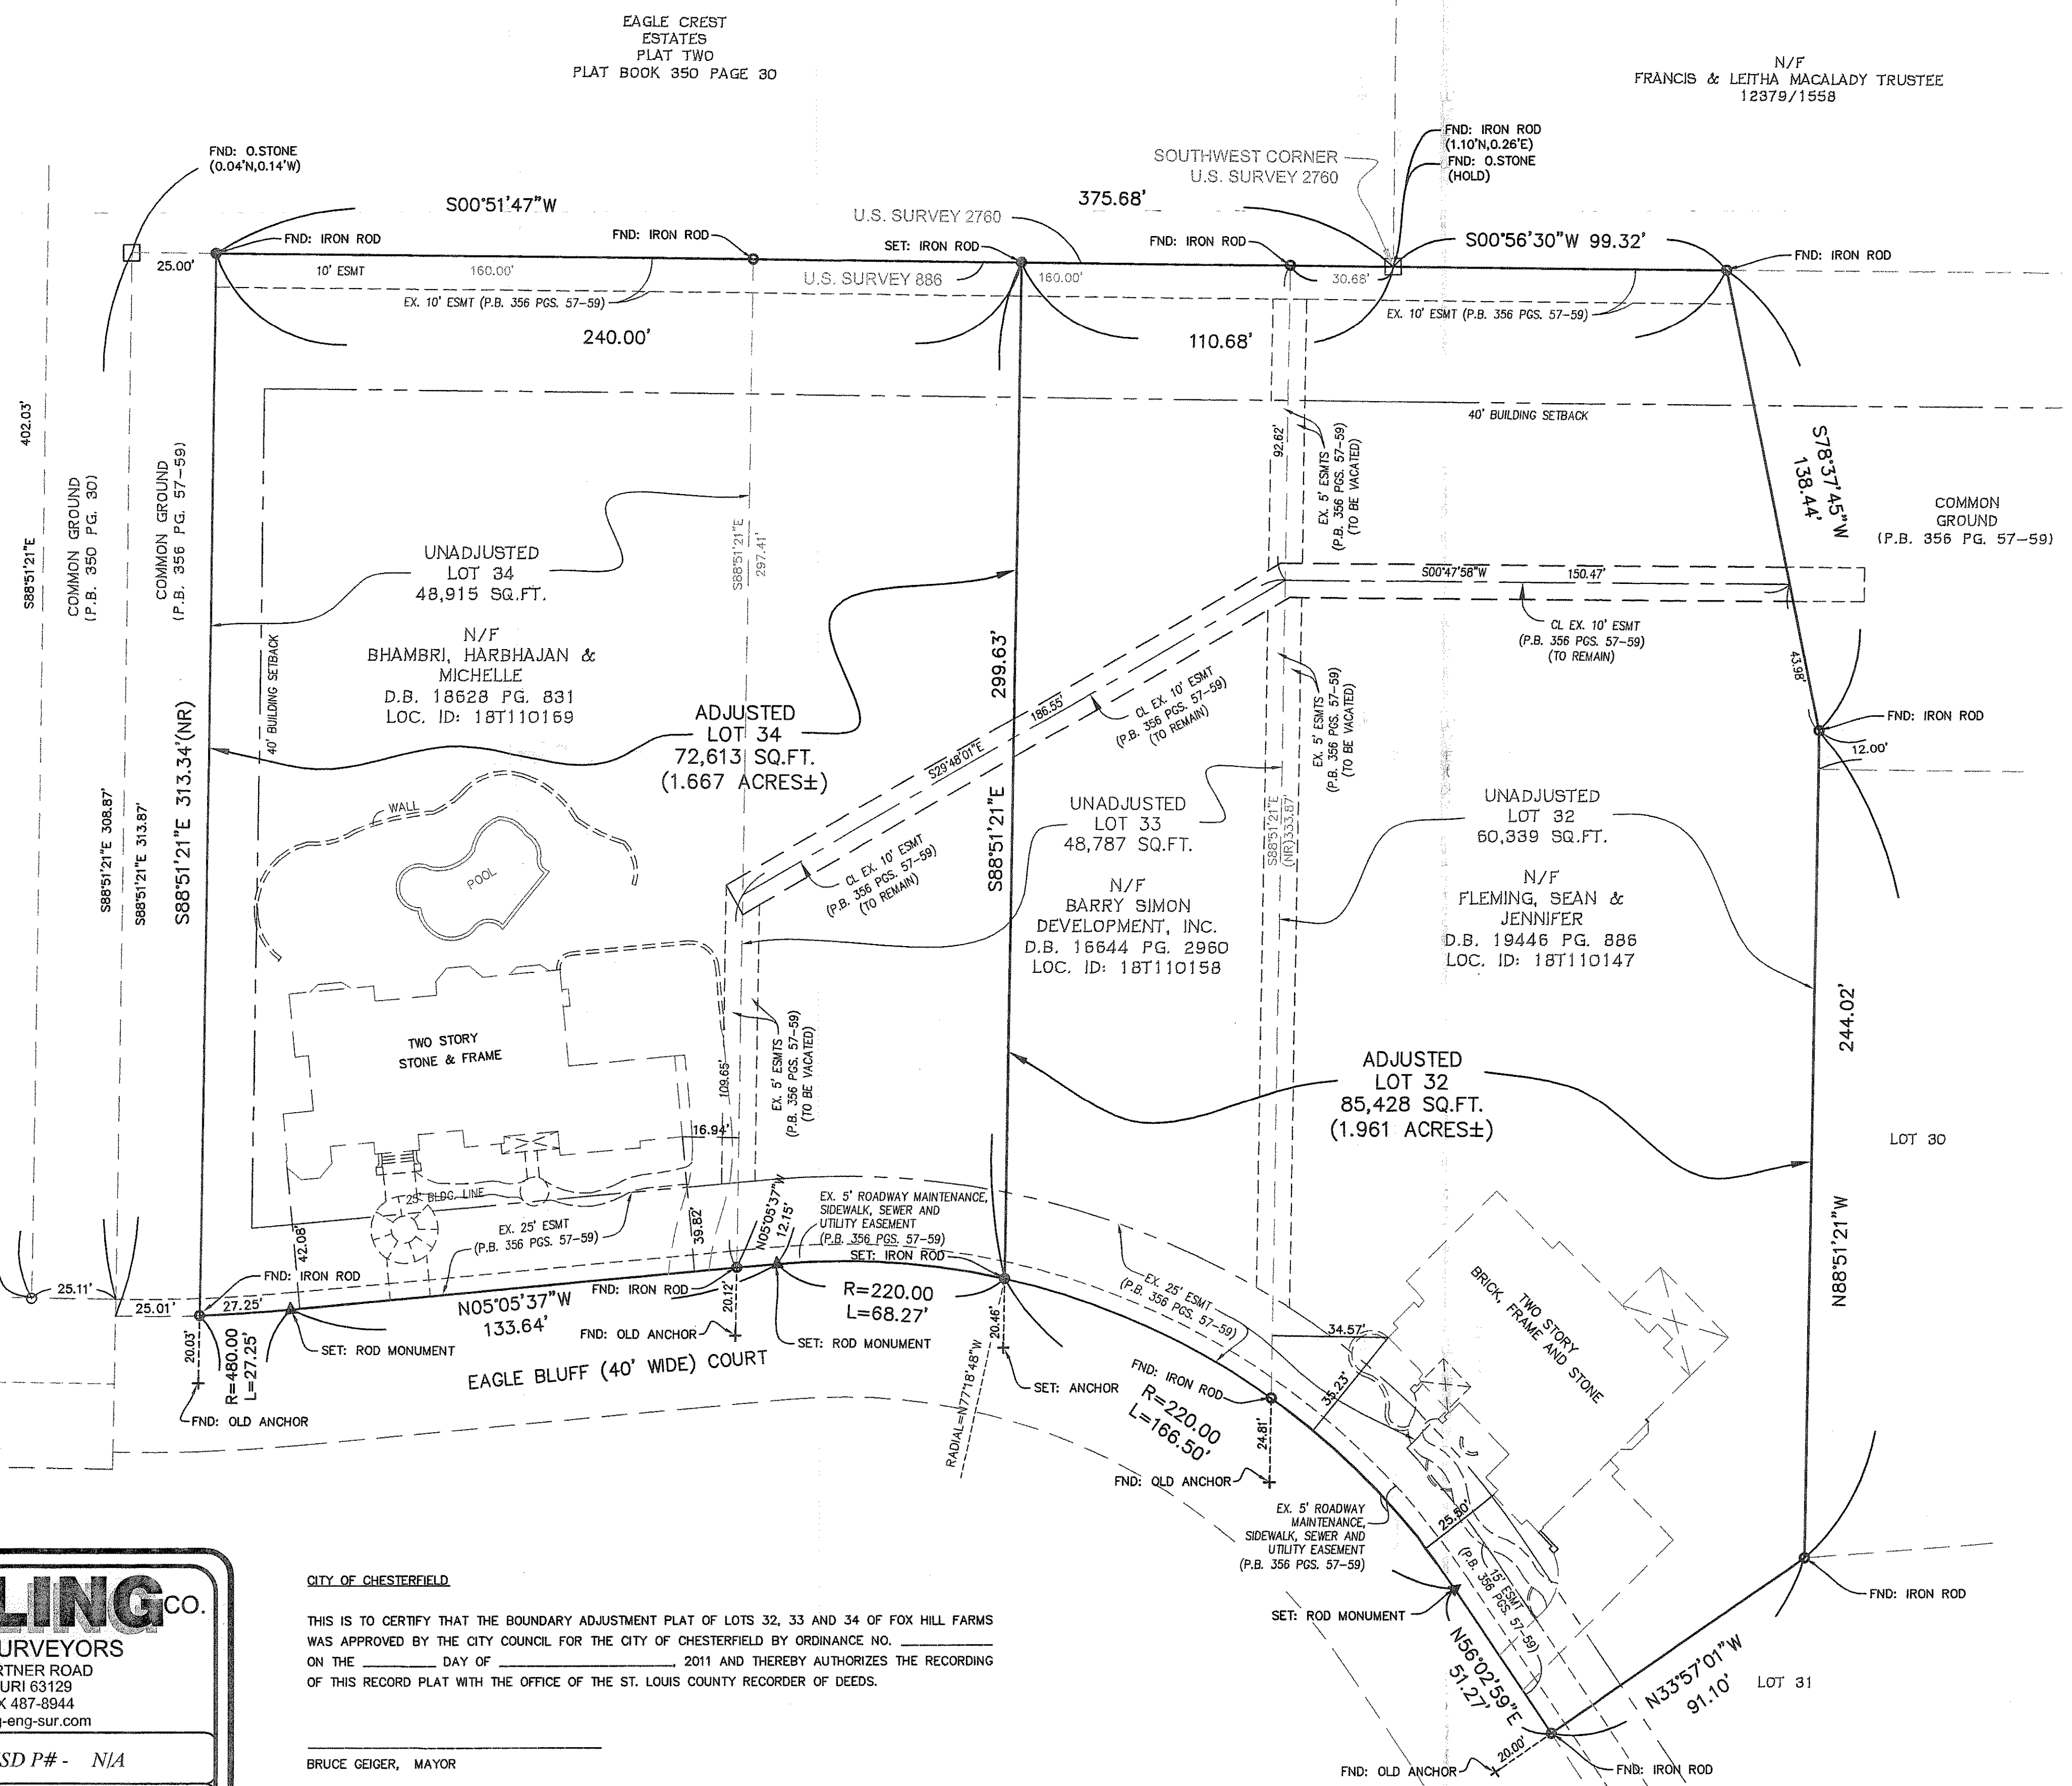 EAGLE CREST
ESTATES
PLAT TWO
PLAT BOOK 350 PAGE 30
N/F
FRANCIS & LEITHA MACALADY TRUSTEE
12379/1558
FND: O.STONE
(0.04'N,0.14'W)
SOUTHWEST CORNER
U.S. SURVEY 2760
FND: IRON ROD
(1.10'N,0.26'E)
FND: O.STONE
(HOLD)
S00°51'47"W
375.68'
U.S. SURVEY 2760
FND: IRON ROD
FND: IRON ROD
SET: IRON ROD
FND: IRON ROD
S00°56'30"W 99.32'
FND: IRON ROD
25.00'
10' ESMT
160.00'
U.S. SURVEY 886
160.00'
30.68'
EX. 10' ESMT (P.B. 356 PGS. 57-59)
EX. 10' ESMT (P.B. 356 PGS. 57-59)
240.00'
110.68'
40' BUILDING SETBACK
402.03'
S88°51'21"E
COMMON GROUND
(P.B. 350 PG. 30)
COMMON GROUND
(P.B. 356 PG. 57-59)
S88°51'21"E 308.87'
S88°51'21"E 313.87'
S88°51'21"E 313.34'(NR)
40' BUILDING SETBACK
UNADJUSTED
LOT 34
48,915 SQ.FT.
N/F
BHAMBRI, HARBHAJAN &
MICHELLE
D.B. 18628 PG. 831
LOC. ID: 18T110169
S88°51'21"E
297.41'
ADJUSTED
LOT 34
72,613 SQ.FT.
(1.667 ACRES±)
299.63'
S88°51'21"E
92.62'
EX. 5' ESMTS
(P.B. 356 PGS. 57-59)
(TO BE VACATED)
S78°37'45"W
138.44'
COMMON
GROUND
(P.B. 356 PG. 57-59)
S00°47'58"W
150.47'
CL EX. 10' ESMT
(P.B. 356 PGS. 57-59)
(TO REMAIN)
43.98'
FND: IRON ROD
12.00'
186.55'
S29°48'01"E
CL EX. 10' ESMT
(P.B. 356 PGS. 57-59)
(TO REMAIN)
CL EX. 10' ESMT
(P.B. 356 PGS. 57-59)
(TO REMAIN)
EX. 5' ESMTS
(P.B. 356 PGS. 57-59)
(TO BE VACATED)
S88°51'21"E
(NR)333.87'
UNADJUSTED
LOT 33
48,787 SQ.FT.
N/F
BARRY SIMON
DEVELOPMENT, INC.
D.B. 16644 PG. 2960
LOC. ID: 18T110158
UNADJUSTED
LOT 32
60,339 SQ.FT.
N/F
FLEMING, SEAN &
JENNIFER
D.B. 19446 PG. 886
LOC. ID: 18T110147
WALL
POOL
TWO STORY
STONE & FRAME
109.65'
EX. 5' ESMTS
(P.B. 356 PGS. 57-59)
(TO BE VACATED)
16.94'
244.02'
N88°51'21"W
ADJUSTED
LOT 32
85,428 SQ.FT.
(1.961 ACRES±)
LOT 30
25' BLDG. LINE
EX. 25' ESMT
(P.B. 356 PGS. 57-59)
42.08'
39.82'
N05°05'37"W
12.15'
EX. 5' ROADWAY MAINTENANCE,
SIDEWALK, SEWER AND
UTILITY EASEMENT
(P.B. 356 PGS. 57-59)
SET: IRON ROD
FND: IRON ROD
FND: IRON ROD
25.11'
25.01'
27.25'
20.03'
R=480.00
L=27.25'
FND: OLD ANCHOR
SET: ROD MONUMENT
N05°05'37"W
133.64'
20.12'
FND: OLD ANCHOR
SET: ROD MONUMENT
R=220.00
L=68.27'
EAGLE BLUFF (40' WIDE) COURT
RADIAL=N77°18'48"W
20.46'
SET: ANCHOR
EX. 25' ESMT
(P.B. 356 PGS. 57-59)
FND: IRON ROD
R=220.00
L=166.50'
24.81'
FND: OLD ANCHOR
34.57'
35.23'
TWO STORY
BRICK, FRAME AND STONE
25.80'
EX. 5' ROADWAY
MAINTENANCE,
SIDEWALK, SEWER AND
UTILITY EASEMENT
(P.B. 356 PGS. 57-59)
15' ESMT
(P.B. 356 PGS. 57-59)
SET: ROD MONUMENT
N56°02'59"E
51.27'
N33°57'01"W
91.10'
LOT 31
FND: IRON ROD
20.00'
FND: OLD ANCHOR
FND: IRON ROD
LING CO.
URVEYORS
RTNER ROAD
URI 63129
X 487-8944
g-eng-sur.com
SD P# - N/A
CITY OF CHESTERFIELD
THIS IS TO CERTIFY THAT THE BOUNDARY ADJUSTMENT PLAT OF LOTS 32, 33 AND 34 OF FOX HILL FARMS
WAS APPROVED BY THE CITY COUNCIL FOR THE CITY OF CHESTERFIELD BY ORDINANCE NO. __________
ON THE ________ DAY OF ____________________, 2011 AND THEREBY AUTHORIZES THE RECORDING
OF THIS RECORD PLAT WITH THE OFFICE OF THE ST. LOUIS COUNTY RECORDER OF DEEDS.
BRUCE GEIGER, MAYOR